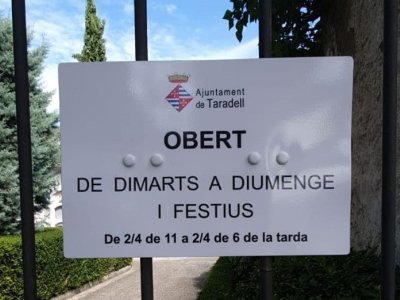 Ajuntament
de Taradell
OBERT
DE DIMARTS A DIUMENGE
I FESTIUS
De 2/4 de 11 a 2/4 de 6 de la tarda